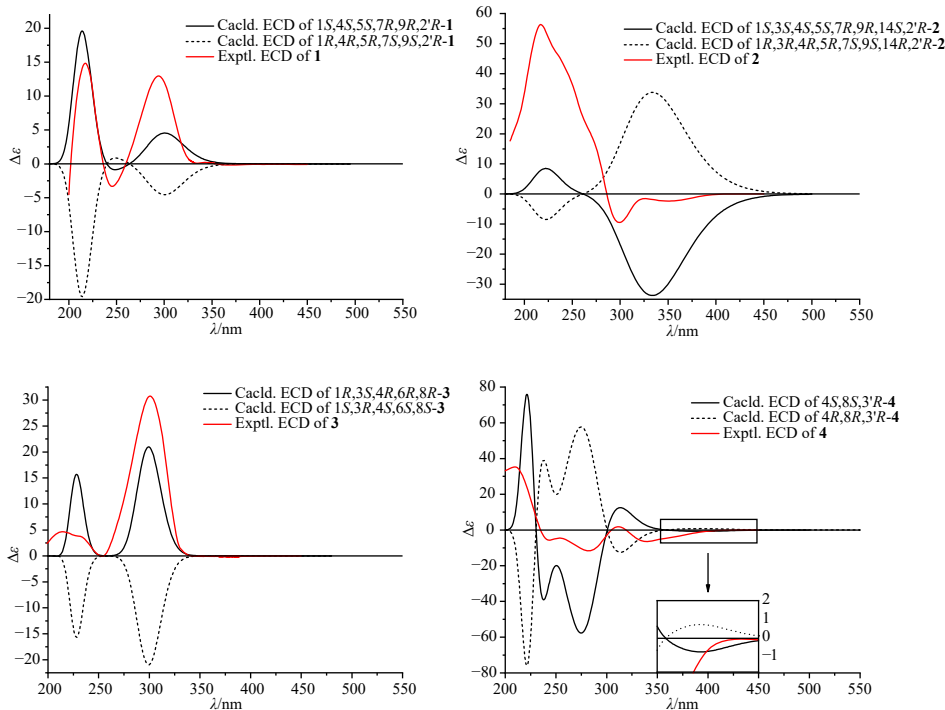 Cacld. ECD of 1S,4S,5S,7R,9R,2'R-1
Cacld. ECD of 1R,4R,5R,7S,9S,2'R-1
Exptl. ECD of 1
20
15
10
5
0
−5
−10
−15
−20
Δε
200 250 300 350 400 450 500 550
λ/nm
Cacld. ECD of 1S,3S,4S,5S,7R,9R,14S,2'R-2
Cacld. ECD of 1R,3R,4R,5R,7S,9S,14R,2'R-2
Exptl. ECD of 2
60
50
40
30
20
10
0
−10
−20
−30
Δε
200 250 300 350 400 450 500 550
λ/nm
Cacld. ECD of 1R,3S,4R,6R,8R-3
Cacld. ECD of 1S,3R,4S,6S,8S-3
Exptl. ECD of 3
30
25
20
15
10
5
0
−5
−10
−15
−20
Δε
200 250 300 350 400 450 500 550
λ/nm
Cacld. ECD of 4S,8S,3'R-4
Cacld. ECD of 4R,8R,3'R-4
Exptl. ECD of 4
80
60
40
20
0
−20
−40
−60
−80
Δε
2
1
0
−1
200 250 300 350 400 450 500 550
λ/nm